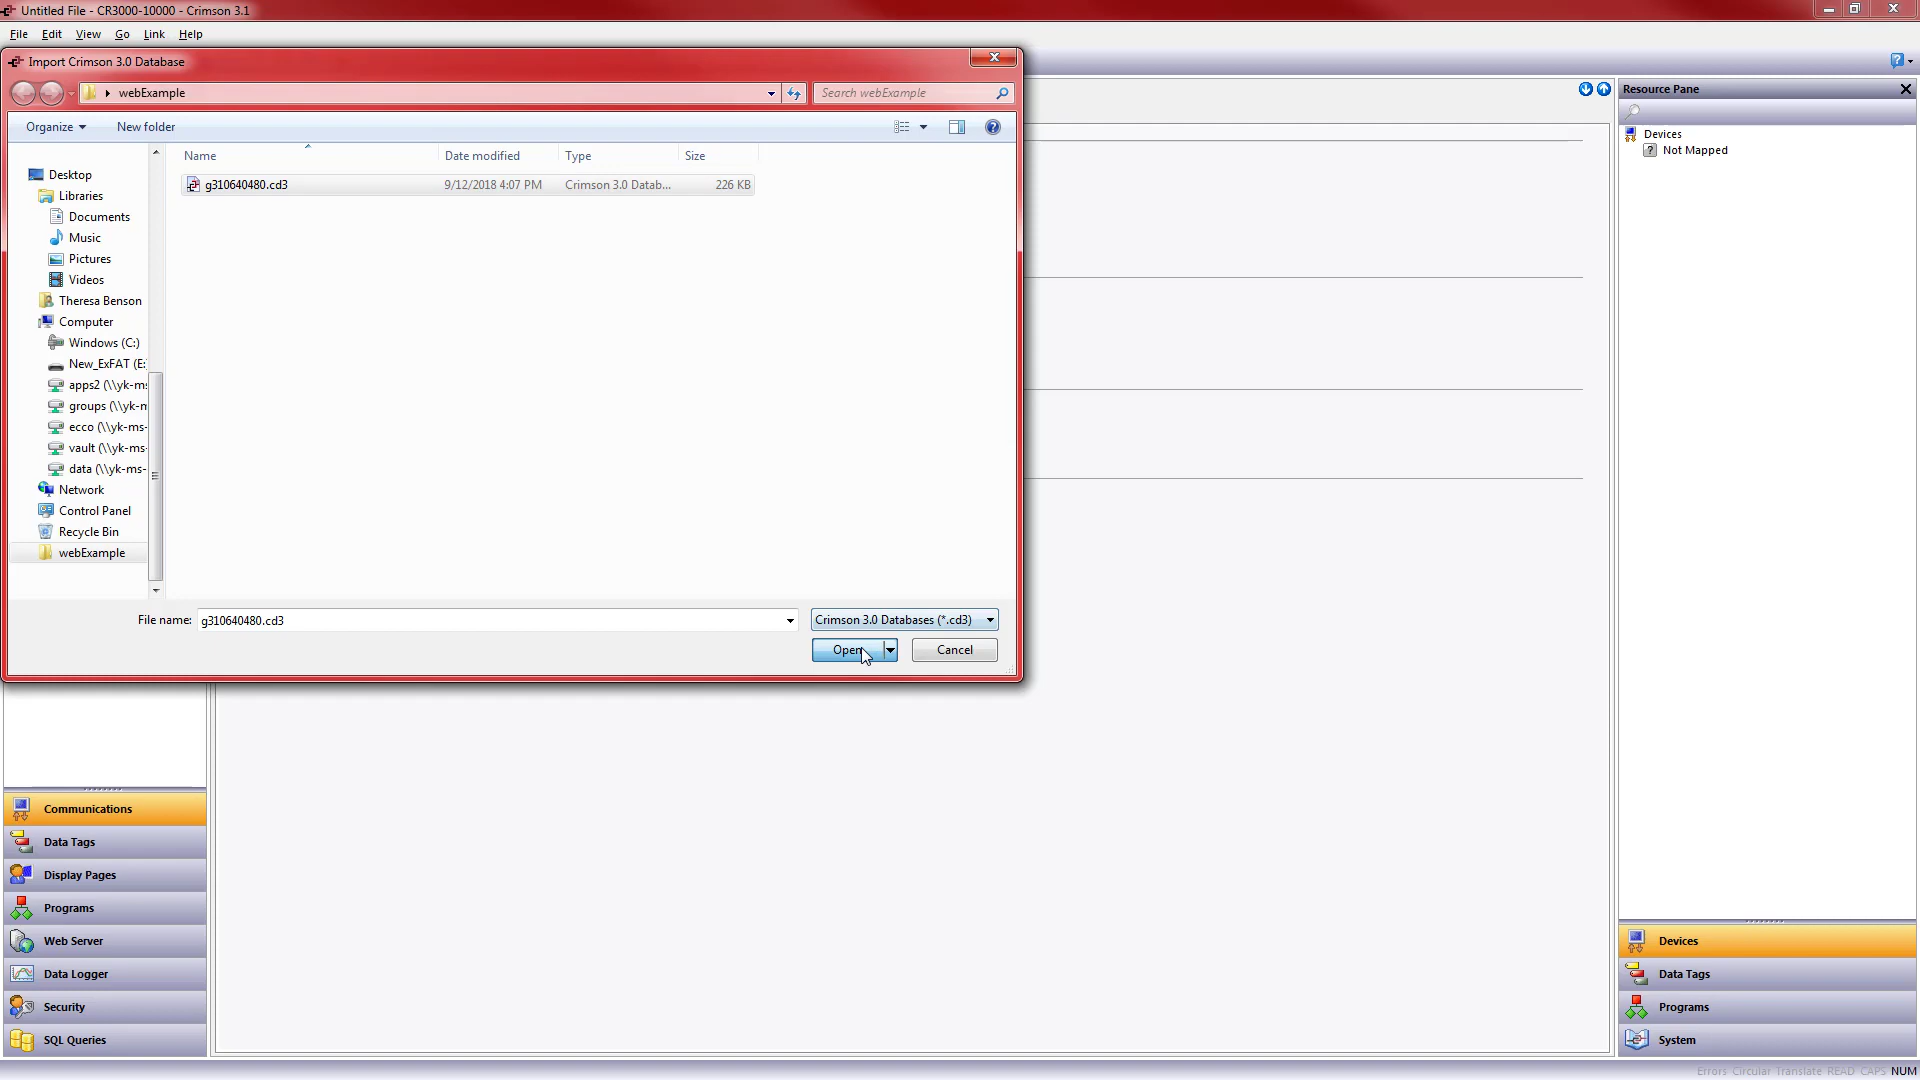 Untitled File - CR3000-10000 - Crimson 3.1
File Edit View Go Link Help
Import Crimson 3.0 Database
webExample
Search webExample
Organize
New folder
Name
Date modified
Type
Size
g310640480.cd3
9/12/2018 4:07 PM
Crimson 3.0 Datab...
226 KB
Desktop
Libraries
Documents
Music
Pictures
Videos
Theresa Benson
Computer
Windows (C:)
New_ExFAT (E:
apps2 (\\yk-ms
groups (\\yk-m
ecco (\\yk-ms-
vault (\\yk-ms-
data (\\yk-ms-
Network
Control Panel
Recycle Bin
webExample
File name:
g310640480.cd3
Crimson 3.0 Databases (*.cd3)
Open
Cancel
Resource Pane
Devices
Not Mapped
Communications
Data Tags
Display Pages
Programs
Web Server
Data Logger
Security
SQL Queries
Devices
Data Tags
Programs
System
Errors Circular Translate READ CAPS NUM